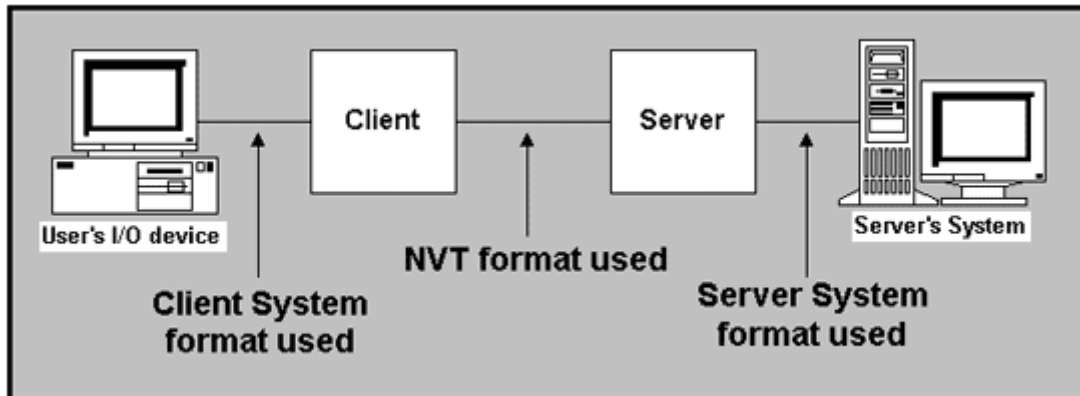 Client
Server
User's I/O device
Server's System
NVT format used
Client System
format used
Server System
format used